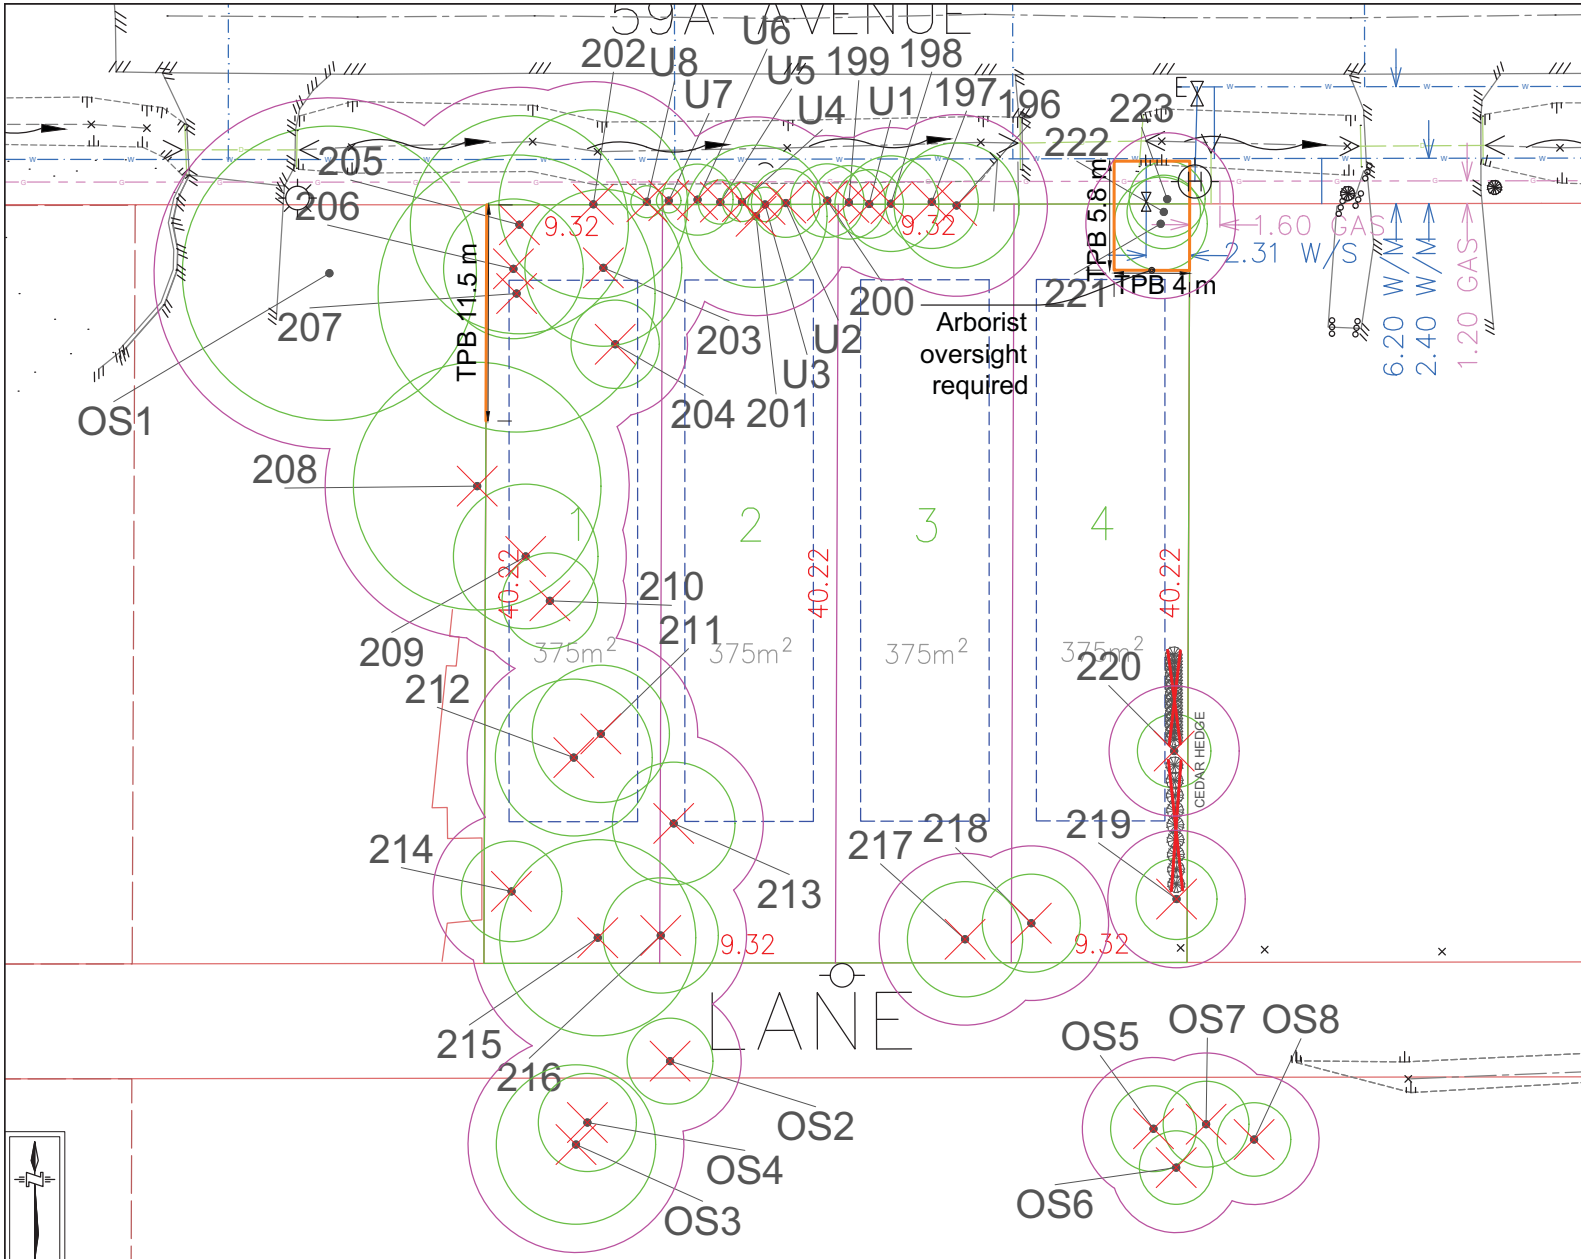 59A AVENUE
U6
202 U8 U5 199 198
U7 U4 U1 197 196 223 E
222
205
206
9.32 9.32
TPB 5.8 m
1.60 GAS
2.31 W/S
TPB 4 m
221
6.20 W/M
2.40 W/M
1.20 GAS
207
TPB 11.5 m
200
Arborist
oversight
required
203 U2
U3
OS1 204 201
208
1 2 3 4
40.22 40.22 40.22
210
209 211
375m² 375m² 375m² 375m²
220
212
CEDAR HEDGE
214 217 218 219
213
9.32 9.32
LANE
215
216
OS5 OS7 OS8
OS2
OS4
OS6
OS3
H
W W W W W W W W W
G G G G G G G G
N